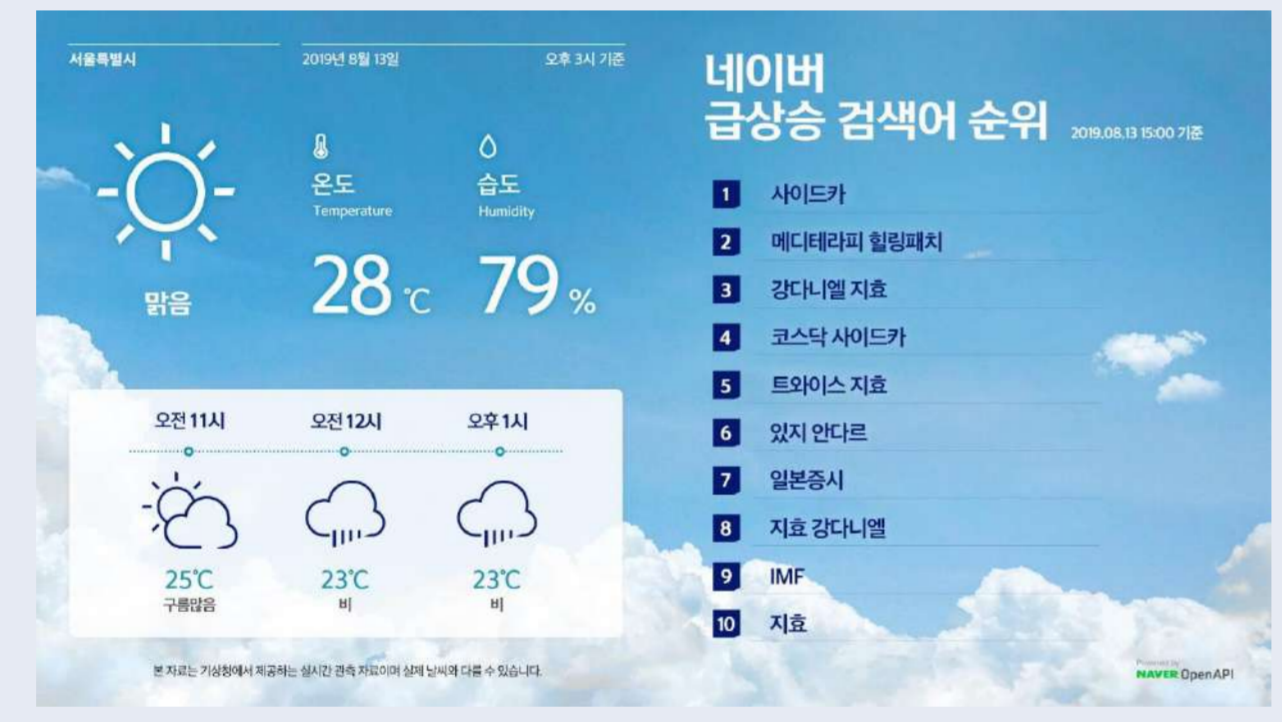 서울특별시
2019년 8월 13일
오후 3시 기준
맑음
온도
Temperature
28 ℃
습도
Humidity
79 %
오전 11시
오전 12시
오후 1시
25℃
23℃
23℃
구름많음
비
비
본 자료는 기상청에서 제공하는 실시간 관측 자료이며 실제 날씨와 다를 수 있습니다.
네이버
급상승 검색어 순위
2019.08.13 15:00 기준
1 사이드카
2 메디테라피 힐링패치
3 강다니엘 지효
4 코스닥 사이드카
5 트와이스 지효
6 있지 안다르
7 일본증시
8 지효 강다니엘
9 IMF
10 지효
Powered by
NAVER OpenAPI